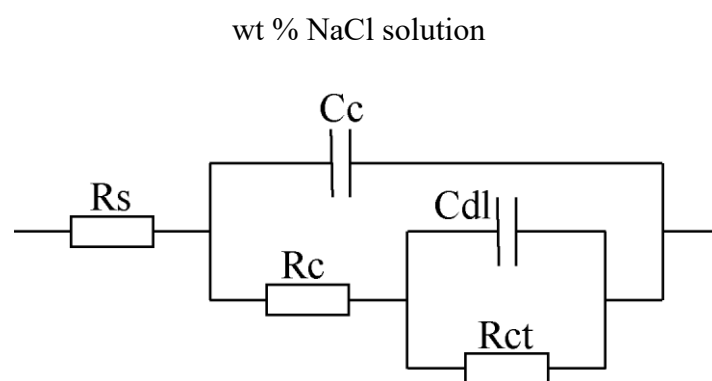 wt % NaCl solution
Cc
Rs
Cdl
Rc
Rct